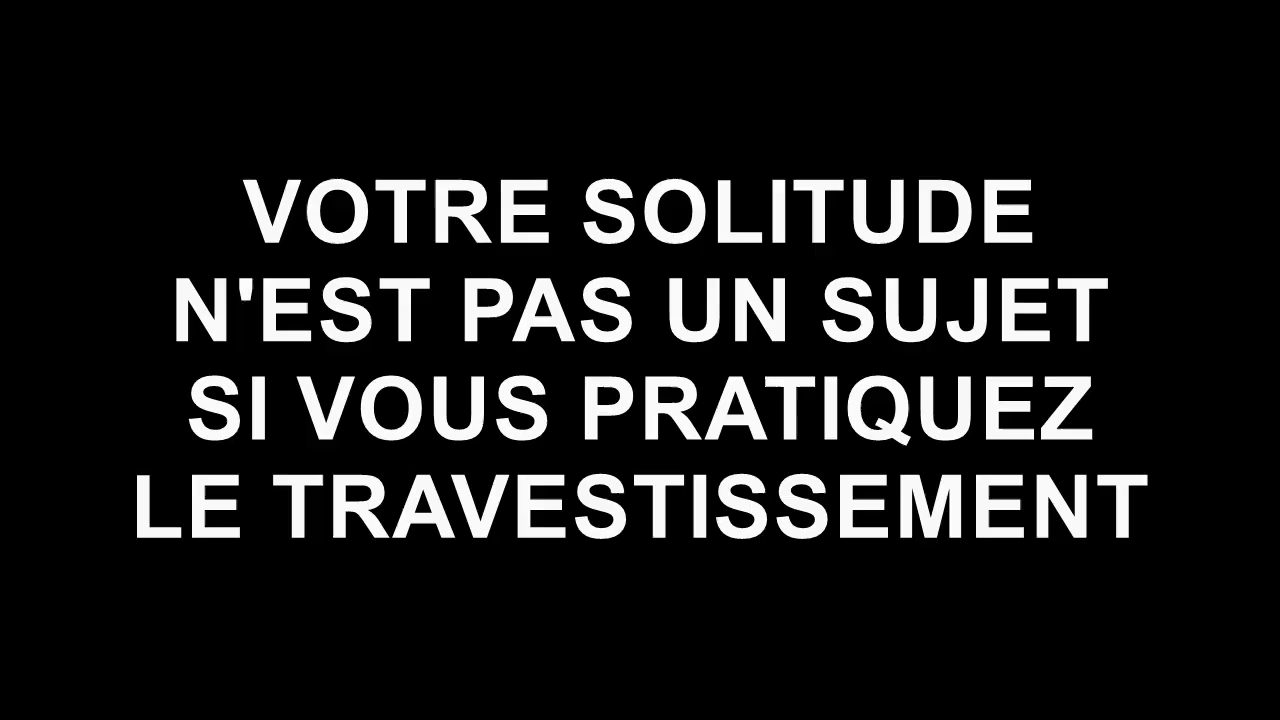 VOTRE SOLITUDE
N'EST PAS UN SUJET
SI VOUS PRATIQUEZ
LE TRAVESTISSEMENT